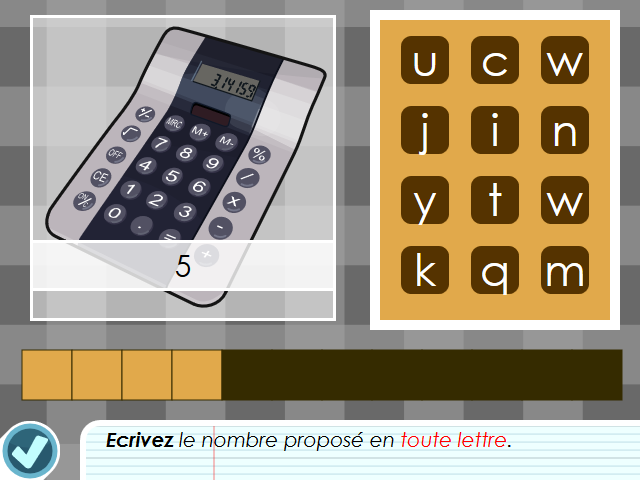 3.14159
+/- MRC M+ M- %
√ 7 8 9 /
OFF 4 5 6 x
CE 1 2 3 -
ON/C 0 . = +
5
u c w
j i n
y t w
k q m
Ecrivez le nombre proposé en toute lettre.